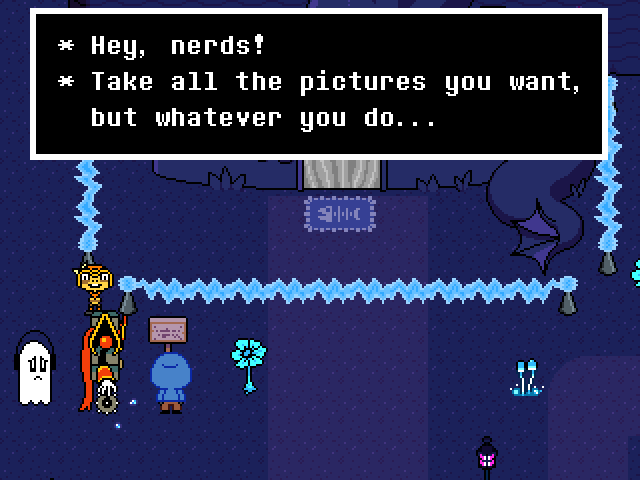 * Hey, nerds!
* Take all the pictures you want,
but whatever you do...